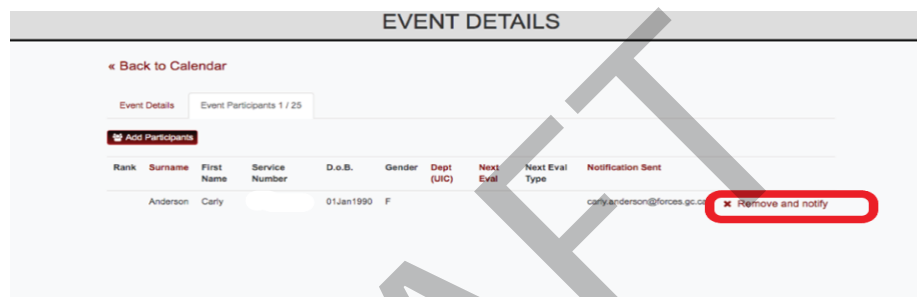 EVENT DETAILS
« Back to Calendar
Event Details Event Participants 1 / 25
Add Participants
Rank Surname First Name Service Number D.o.B. Gender Dept (UIC) Next Eval Next Eval Type Notification Sent
Anderson Carly 01Jan1990 F carly.anderson@forces.gc.ca ✖ Remove and notify
AFT